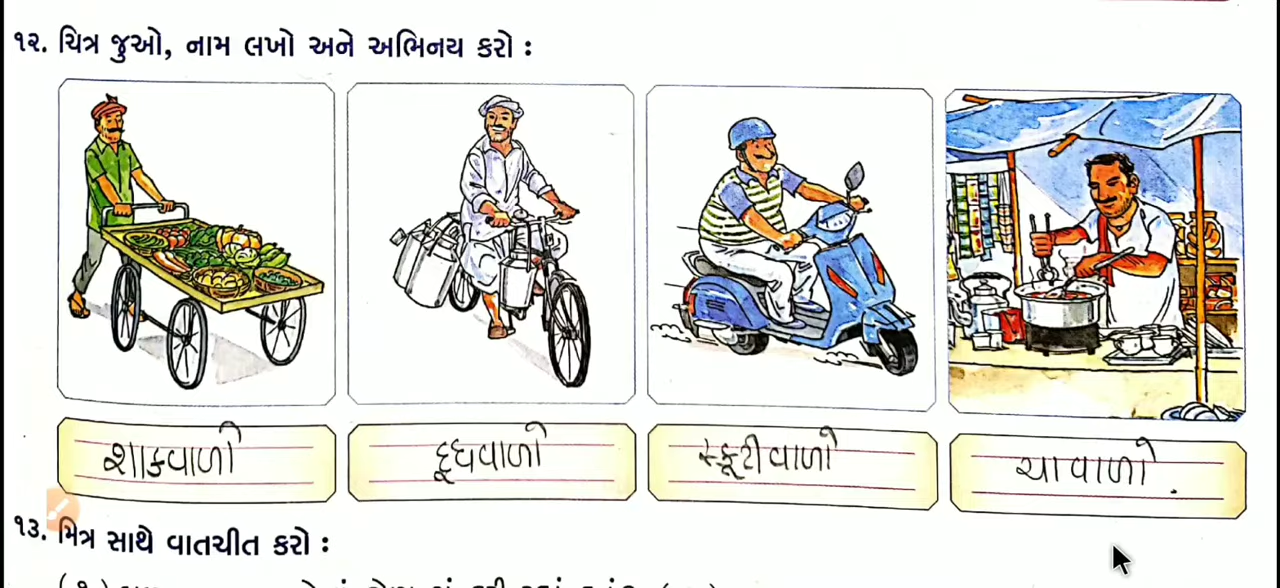 ૧૨. ચિત્ર જુઓ, નામ લખો અને અભિનય કરો :
શાકવાળો
દૂધવાળો
સ્કૂટીવાળો
ચાવાળો.
૧૩. મિત્ર સાથે વાતચીત કરો :